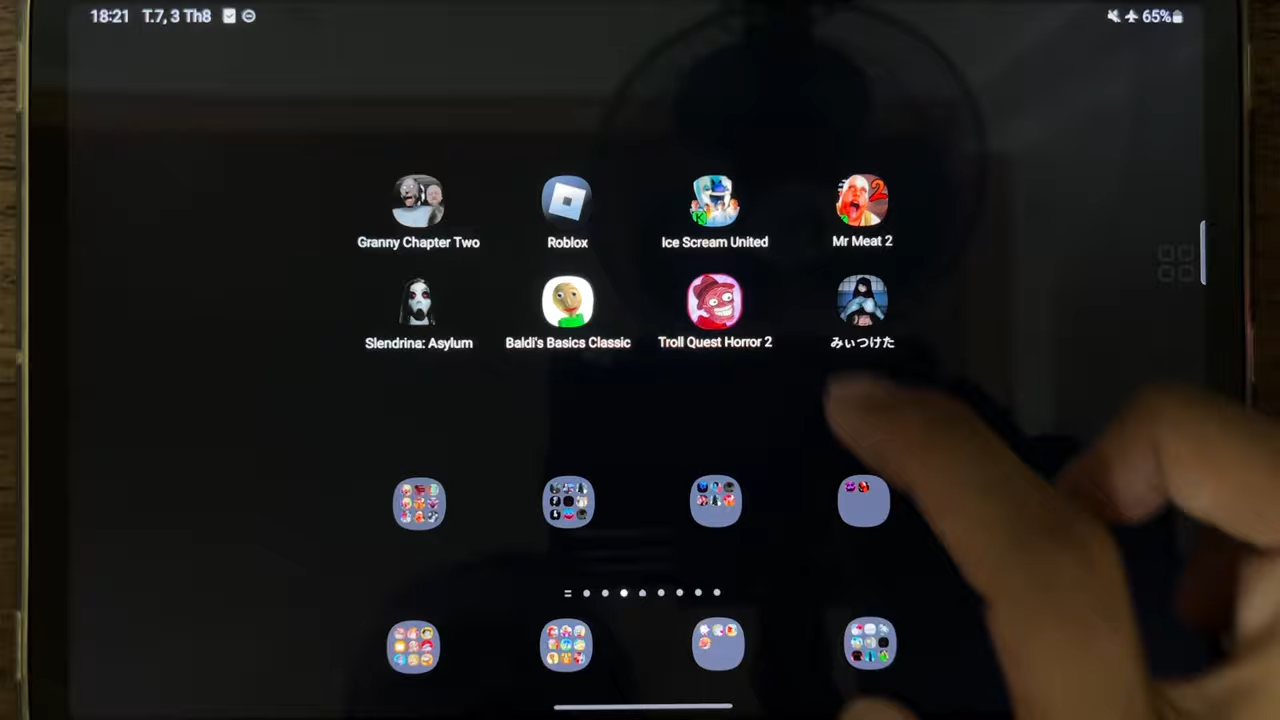 18:21 T.7, 3 Th8 65%
Granny Chapter Two Roblox Ice Scream United Mr Meat 2
Slendrina: Asylum Baldi's Basics Classic Troll Quest Horror 2 みぃつけた